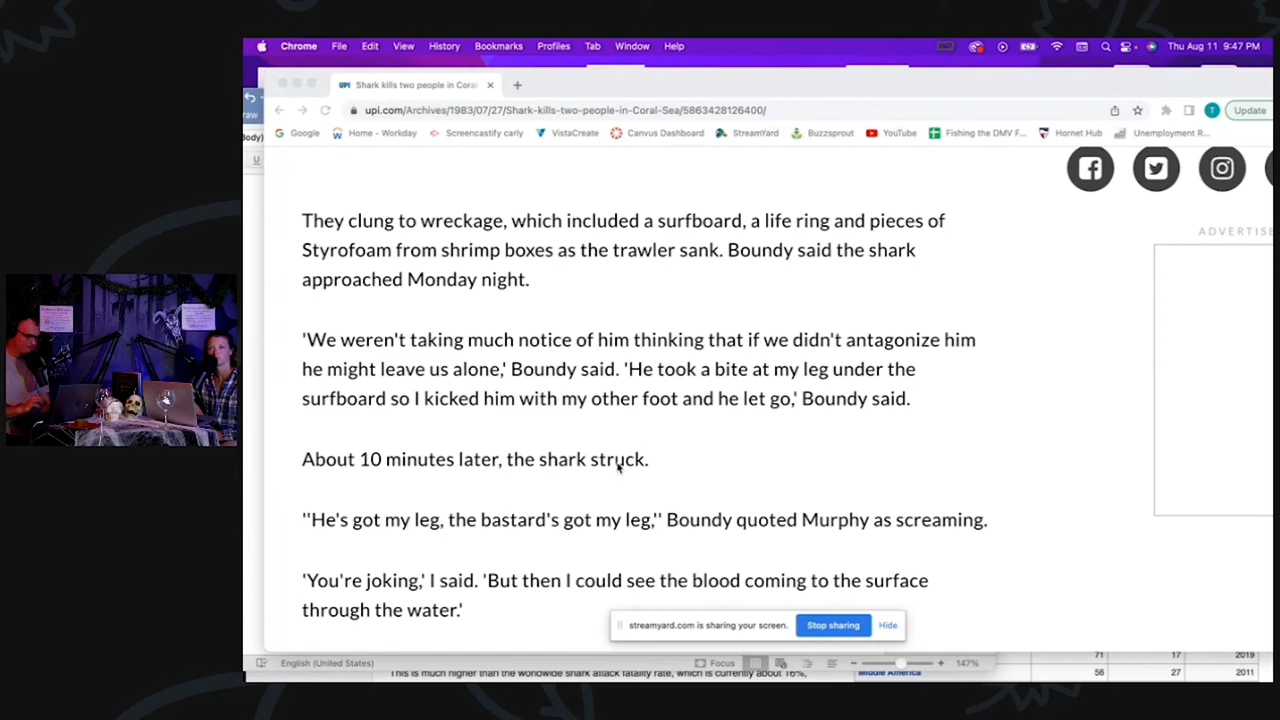 Chrome File Edit View History Bookmarks Profiles Tab Window Help Thu Aug 11 9:47 PM
UPI Shark kills two people in Coral
upi.com/Archives/1983/07/27/Shark-kills-two-people-in-Coral-Sea/5863428126400/ T Update
Google Home - Workday Screencastify carly VistaCreate Canvus Dashboard StreamYard Buzzsprout YouTube Fishing the DMV F... Hornet Hub Unemployment R...
ADVERTISE
They clung to wreckage, which included a surfboard, a life ring and pieces of
Styrofoam from shrimp boxes as the trawler sank. Boundy said the shark
approached Monday night.
'We weren't taking much notice of him thinking that if we didn't antagonize him
he might leave us alone,' Boundy said. 'He took a bite at my leg under the
surfboard so I kicked him with my other foot and he let go,' Boundy said.
About 10 minutes later, the shark struck.
''He's got my leg, the bastard's got my leg,'' Boundy quoted Murphy as screaming.
'You're joking,' I said. 'But then I could see the blood coming to the surface
through the water.'
streamyard.com is sharing your screen. Stop sharing Hide
English (United States) Focus 147%
71 17 2019
This is much higher than the worldwide shark attack fatality rate, which is currently about 16%, Middle America 56 27 2011